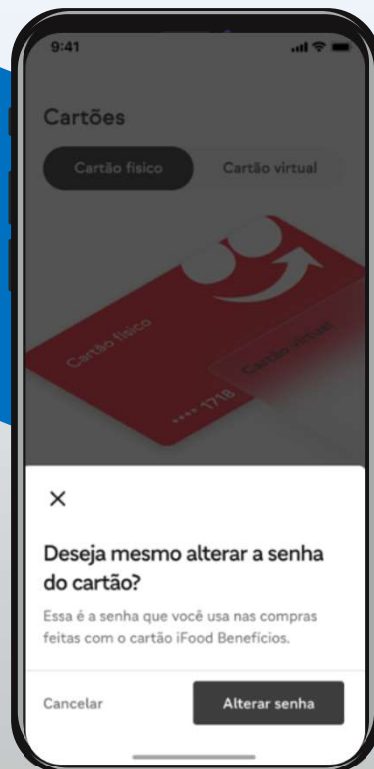 9:41
Cartões
Cartão físico Cartão virtual
Cartão físico
Cartão virtual
•••• 1718
Deseja mesmo alterar a senha
do cartão?
Essa é a senha que você usa nas compras
feitas com o cartão iFood Benefícios.
Cancelar Alterar senha